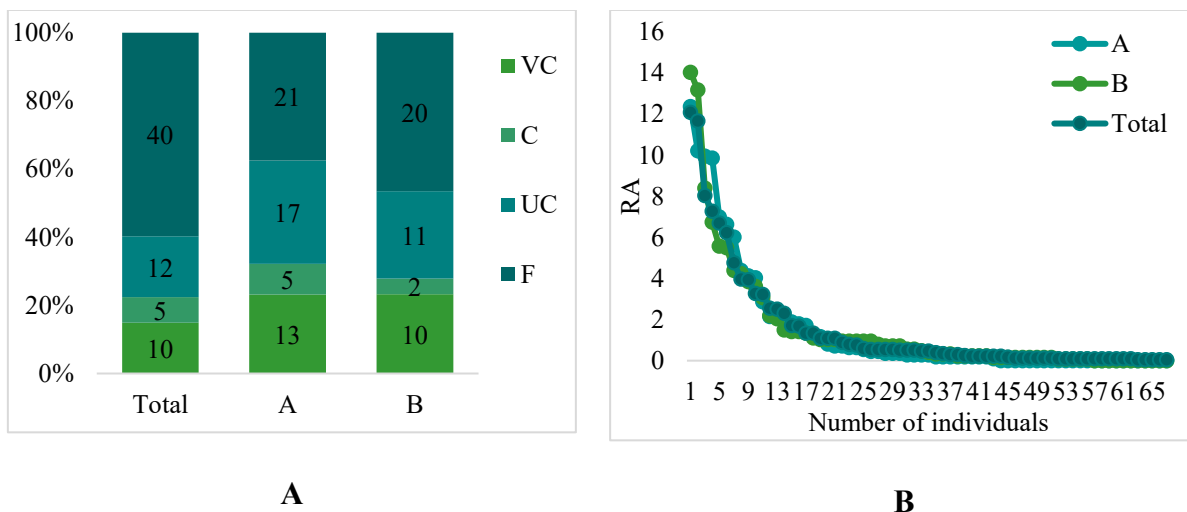 100%
80%
60%
40%
20%
0%
40
12
5
10
21
17
5
13
20
11
2
10
Total A B
VC
C
UC
F
A
16
14
12
10
8
6
4
2
0
RA
1 5 9 13 17 21 25 29 33 37 41 45 49 53 57 61 65
Number of individuals
A
B
Total
B